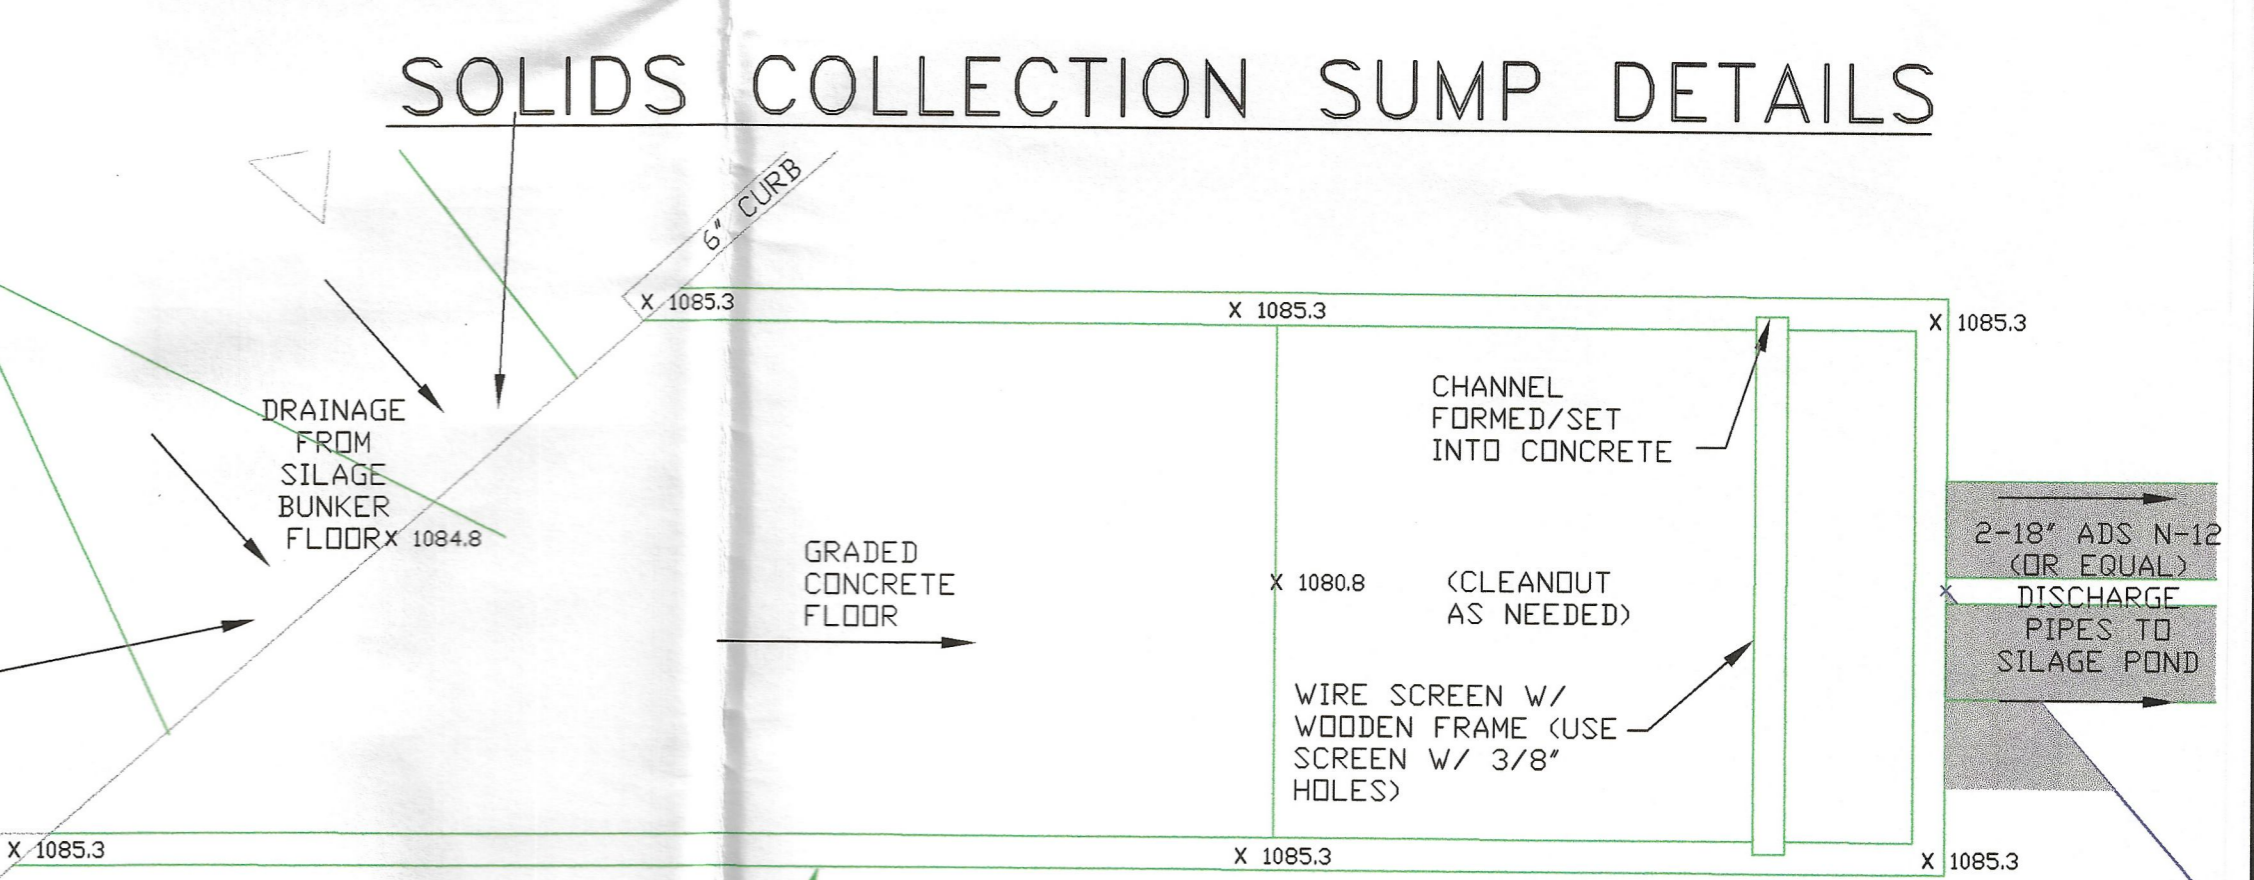 SOLIDS COLLECTION SUMP DETAILS
6" CURB
X 1085.3
X 1085.3
X 1085.3
CHANNEL
FORMED/SET
INTO CONCRETE
DRAINAGE
FROM
SILAGE
BUNKER
FLOOR
X 1084.8
GRADED
CONCRETE
FLOOR
X 1080.8
(CLEANOUT
AS NEEDED)
2-18" ADS N-12
(OR EQUAL)
DISCHARGE
PIPES TO
SILAGE POND
WIRE SCREEN W/
WOODEN FRAME (USE
SCREEN W/ 3/8"
HOLES)
X 1085.3
X 1085.3
X 1085.3